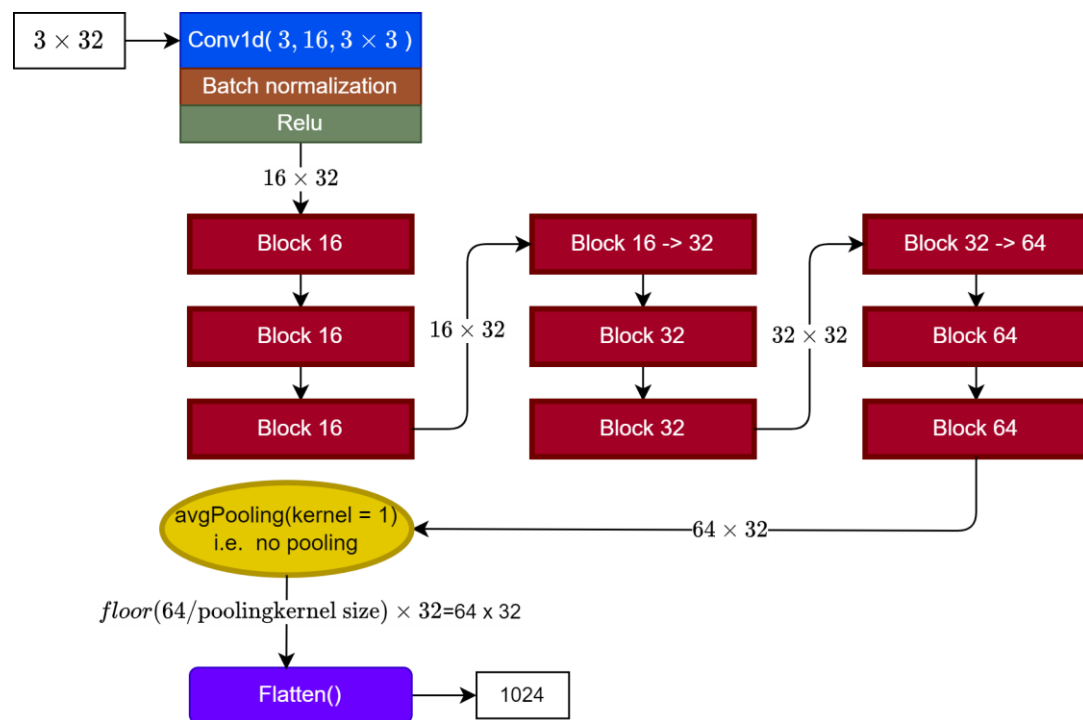 3 × 32
Conv1d( 3, 16, 3 × 3 )
Batch normalization
Relu
16 × 32
Block 16
Block 16
Block 16
16 × 32
Block 16 -> 32
Block 32
Block 32
32 × 32
Block 32 -> 64
Block 64
Block 64
64 × 32
avgPooling(kernel = 1)
i.e. no pooling
floor(64/poolingkernel size) × 32=64 x 32
Flatten()
1024